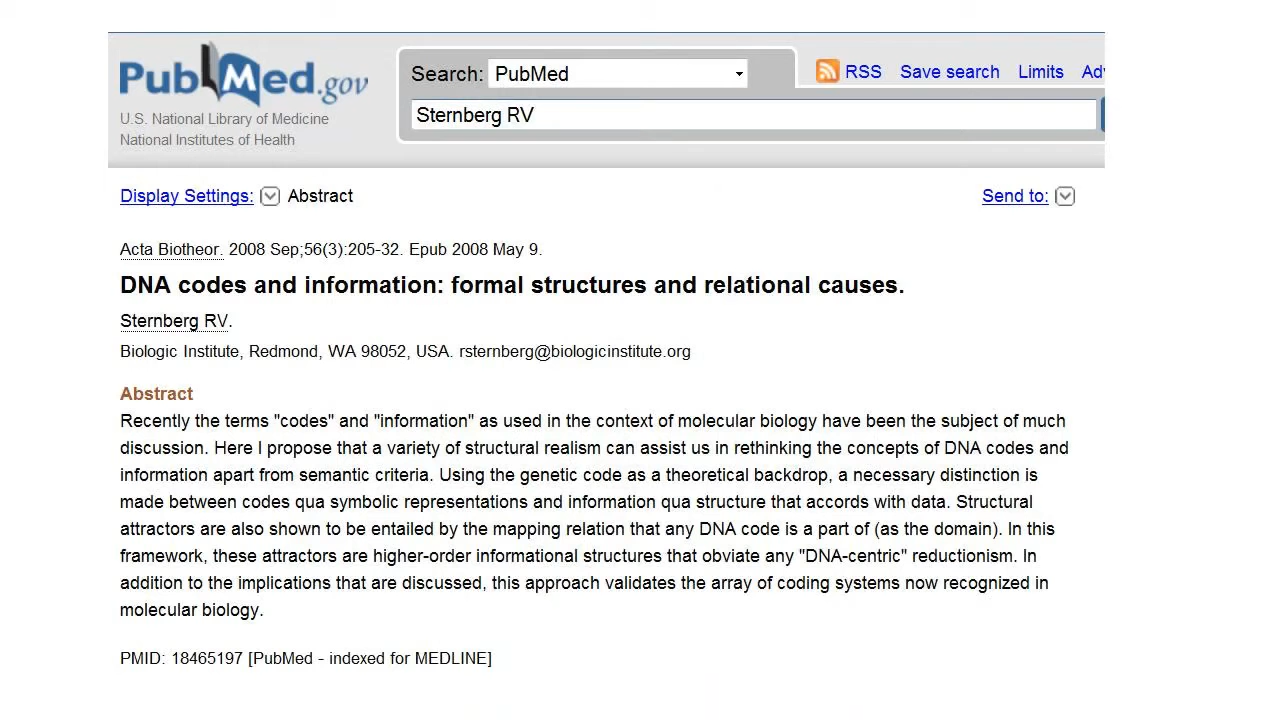 PubMed.gov
U.S. National Library of Medicine
National Institutes of Health
Search: PubMed
RSS Save search Limits
Sternberg RV
Display Settings: Abstract
Send to:
Acta Biotheor. 2008 Sep;56(3):205-32. Epub 2008 May 9.
DNA codes and information: formal structures and relational causes.
Sternberg RV.
Biologic Institute, Redmond, WA 98052, USA. rsternberg@biologicinstitute.org
Abstract
Recently the terms "codes" and "information" as used in the context of molecular biology have been the subject of much
discussion. Here I propose that a variety of structural realism can assist us in rethinking the concepts of DNA codes and
information apart from semantic criteria. Using the genetic code as a theoretical backdrop, a necessary distinction is
made between codes qua symbolic representations and information qua structure that accords with data. Structural
attractors are also shown to be entailed by the mapping relation that any DNA code is a part of (as the domain). In this
framework, these attractors are higher-order informational structures that obviate any "DNA-centric" reductionism. In
addition to the implications that are discussed, this approach validates the array of coding systems now recognized in
molecular biology.
PMID: 18465197 [PubMed - indexed for MEDLINE]